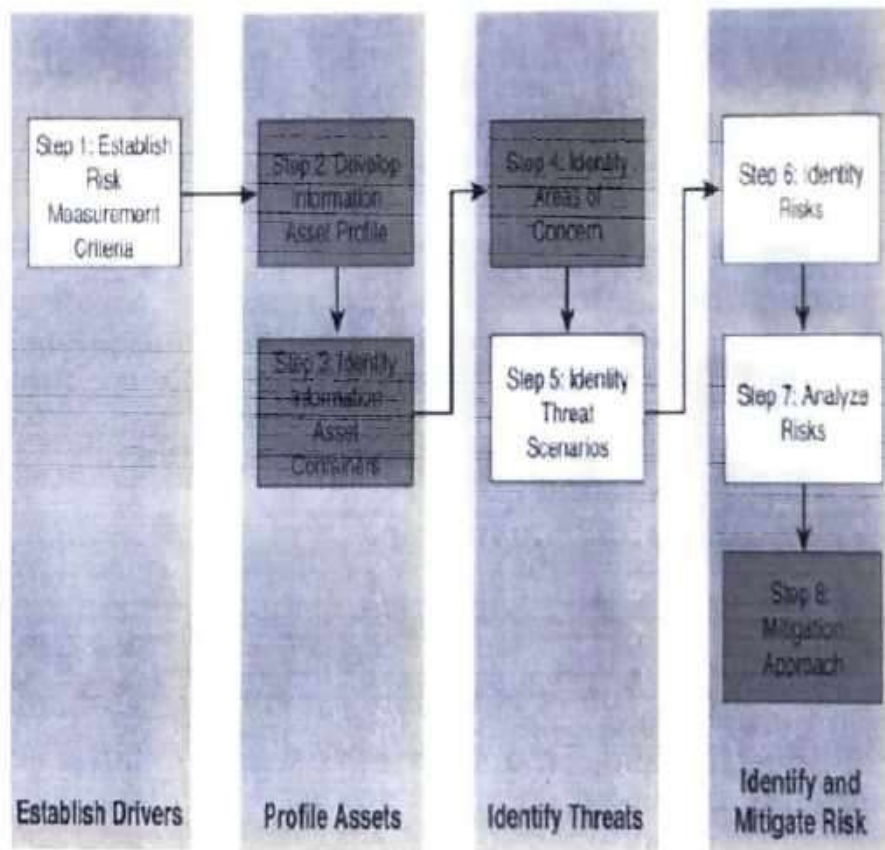 Step 1: Establish
Risk
Measurement
Criteria
Step 2: Develop
Information
Asset Profile
Step 3: Identify
Information
Asset
Containers
Step 4: Identify
Areas of
Concern
Step 5: Identity
Threat
Scenarios
Step 6: Identify
Risks
Step 7: Analyze
Risks
Step 8:
Mitigation
Approach
Establish Drivers
Profile Assets
Identify Threats
Identify and
Mitigate Risk